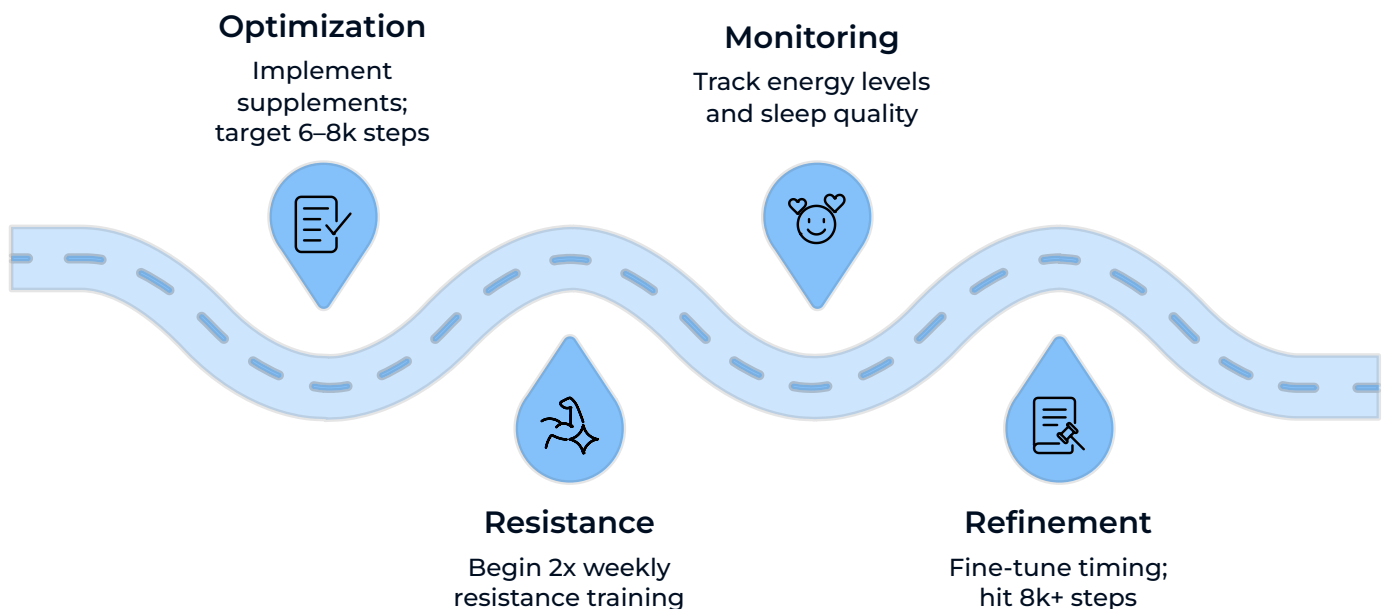 Optimization
Implement
supplements;
target 6–8k steps
Resistance
Begin 2x weekly
resistance training
Monitoring
Track energy levels
and sleep quality
Refinement
Fine-tune timing;
hit 8k+ steps